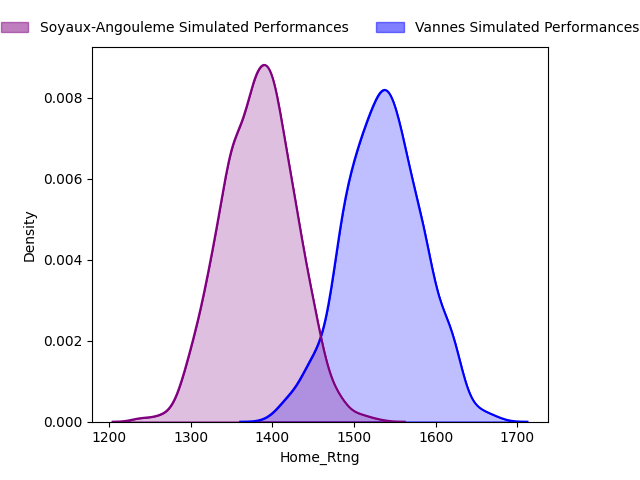 Soyaux-Angouleme Simulated Performances Vannes Simulated Performances
0.008
0.006
0.004
0.002
0.000
Density
1200 1300 1400 1500 1600 1700
Home_Rtng